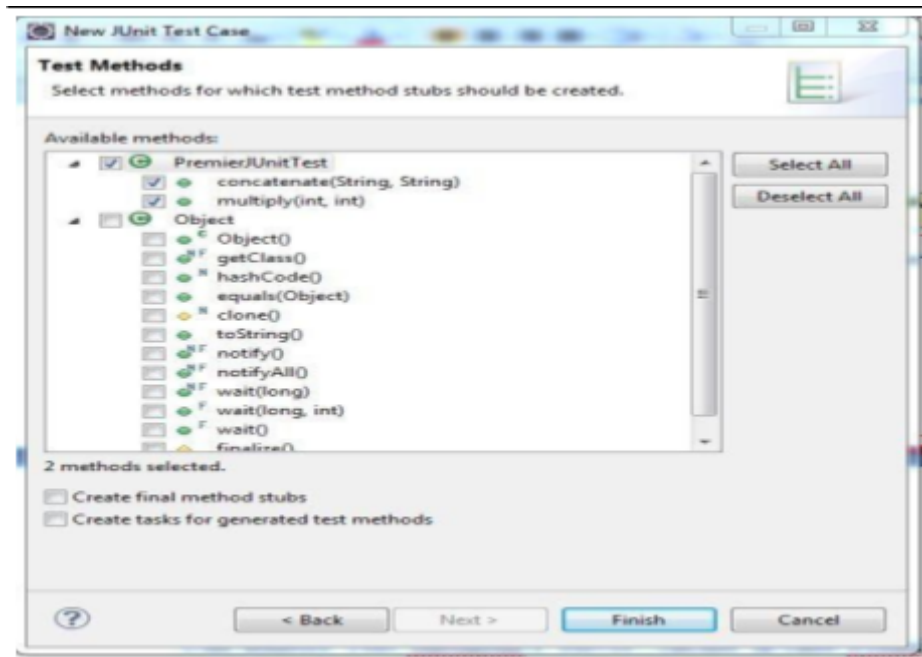 New JUnit Test Case
Test Methods
Select methods for which test method stubs should be created.
Available methods:
PremierJUnitTest
concatenate(String, String)
multiply(int, int)
Object
C Object()
N F getClass()
N hashCode()
equals(Object)
N clone()
toString()
N F notify()
N F notifyAll()
N F wait(long)
F wait(long, int)
F wait()
finalize()
Select All
Deselect All
2 methods selected.
Create final method stubs
Create tasks for generated test methods
?
< Back
Next >
Finish
Cancel